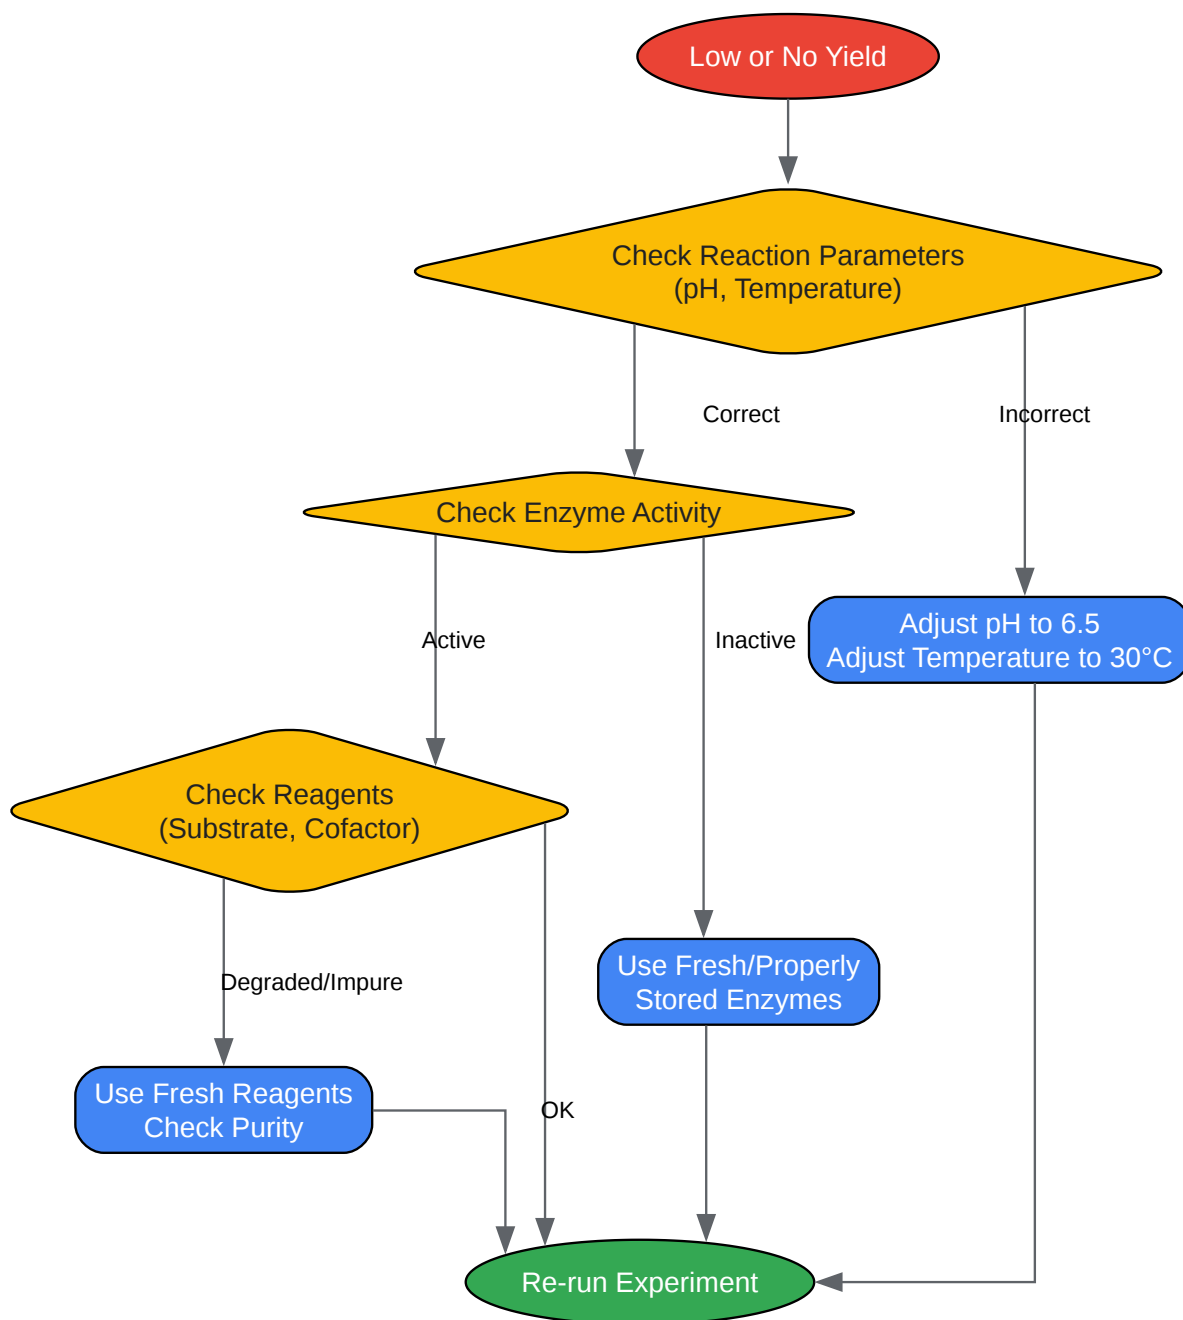 Low or No Yield
Check Reaction Parameters
(pH, Temperature)
Correct
Incorrect
Check Enzyme Activity
Adjust pH to 6.5
Adjust Temperature to 30°C
Active
Inactive
Check Reagents
(Substrate, Cofactor)
Use Fresh/Properly
Stored Enzymes
Degraded/Impure
Use Fresh Reagents
Check Purity
OK
Re-run Experiment